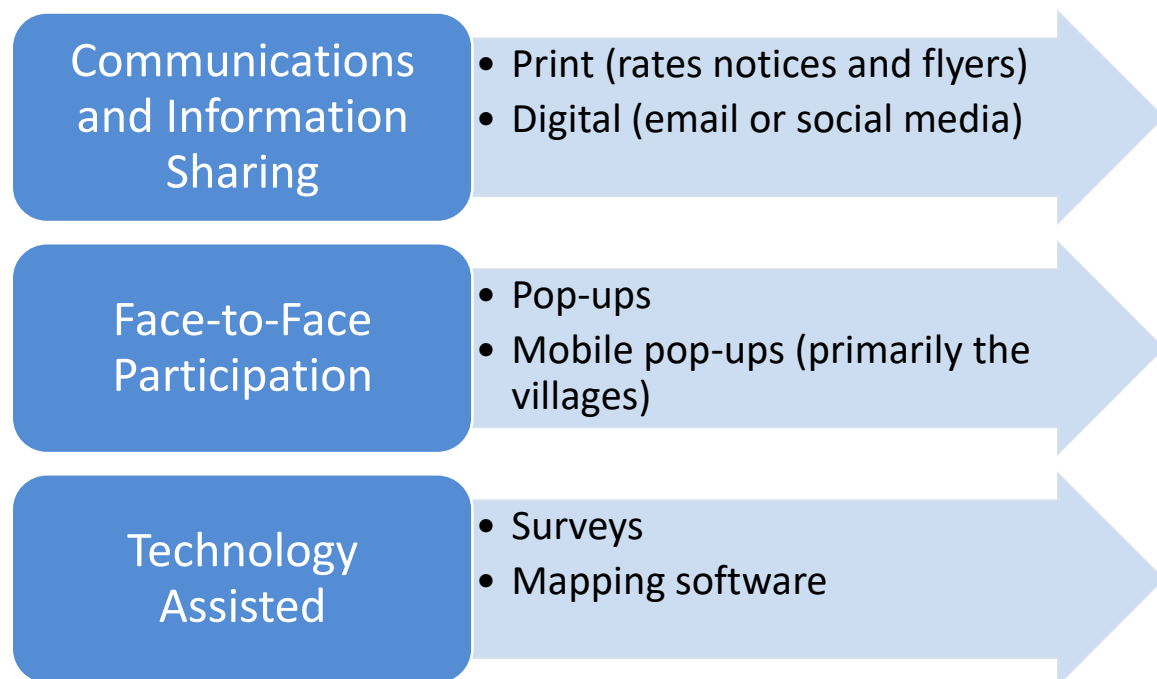 Communications
and Information
Sharing
• Print (rates notices and flyers)
• Digital (email or social media)
Face-to-Face
Participation
• Pop-ups
• Mobile pop-ups (primarily the
villages)
Technology
Assisted
• Surveys
• Mapping software